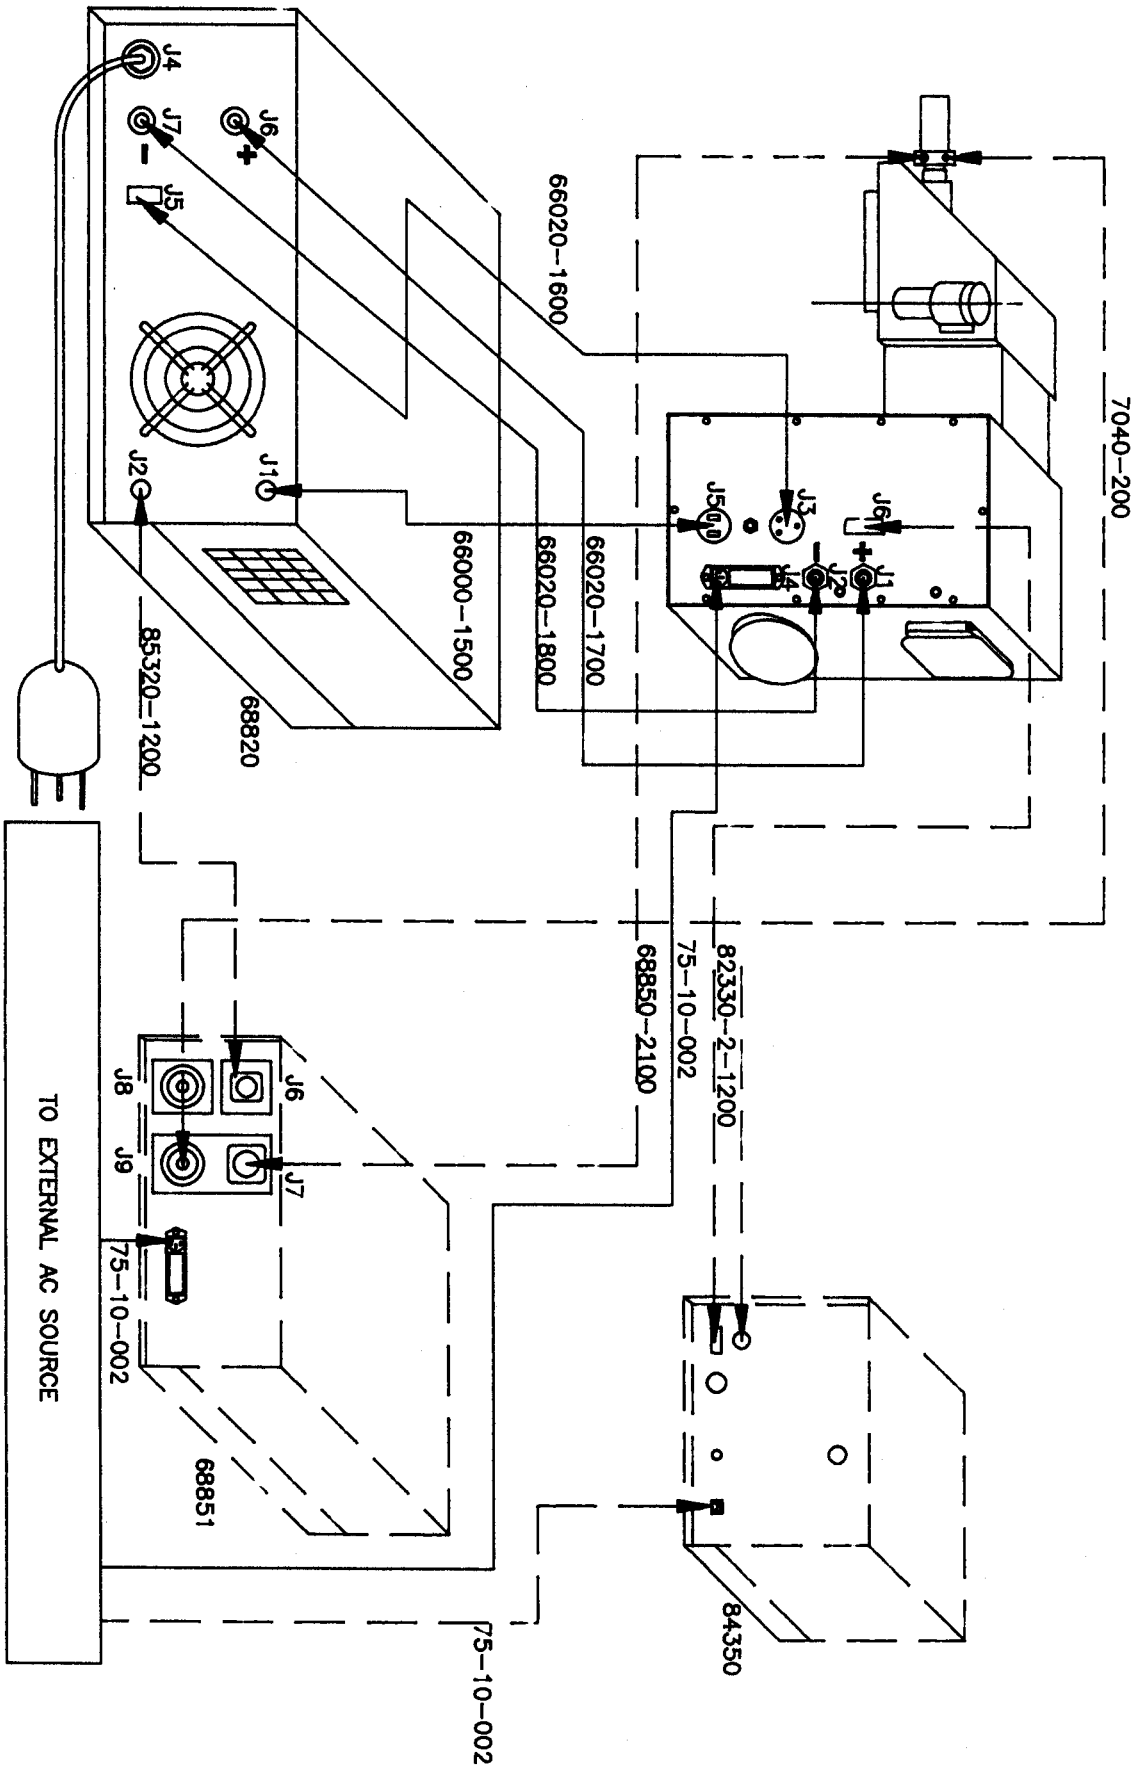 7040-200
66020-1600
J6
+
J1
J3
-
J2
J5
J4
J4
J6
+
J7
-
J5
J1
J2
66020-1700
66020-1800
66000-1500
68820
85320-1200
82330-2-1200
75-10-002
68850-2100
J6
J8
J7
J9
75-10-002
68851
84350
75-10-002
TO EXTERNAL AC SOURCE